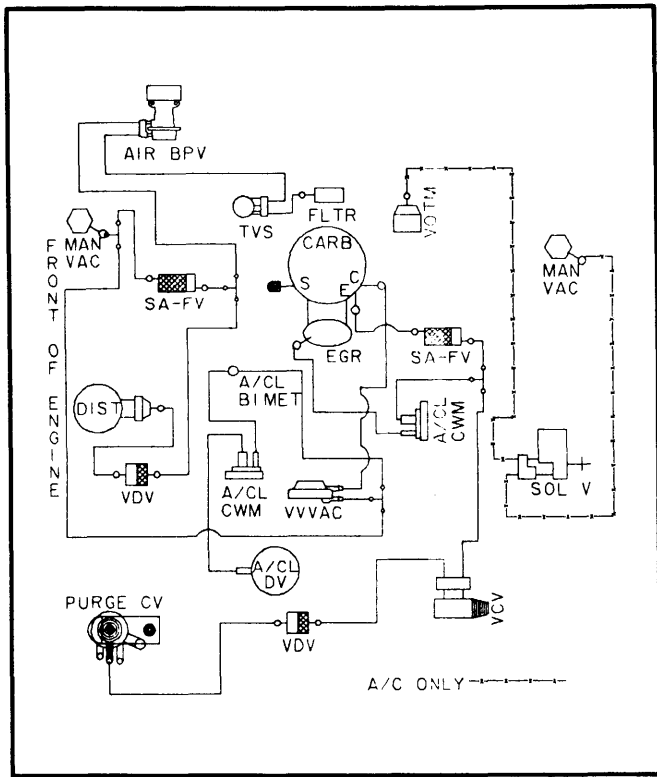 AIR BPV
TVS
FLTR
VOTM
MAN
VAC
MAN
VAC
CARB
S
C
E
SA-FV
EGR
SA-FV
FRONT OF ENGINE
A/CL
BIMET
DIST
A/CL
CWM
VDV
A/CL
CWM
VVVAC
SOL V
A/CL
DV
PURGE CV
VDV
VCV
A/C ONLY